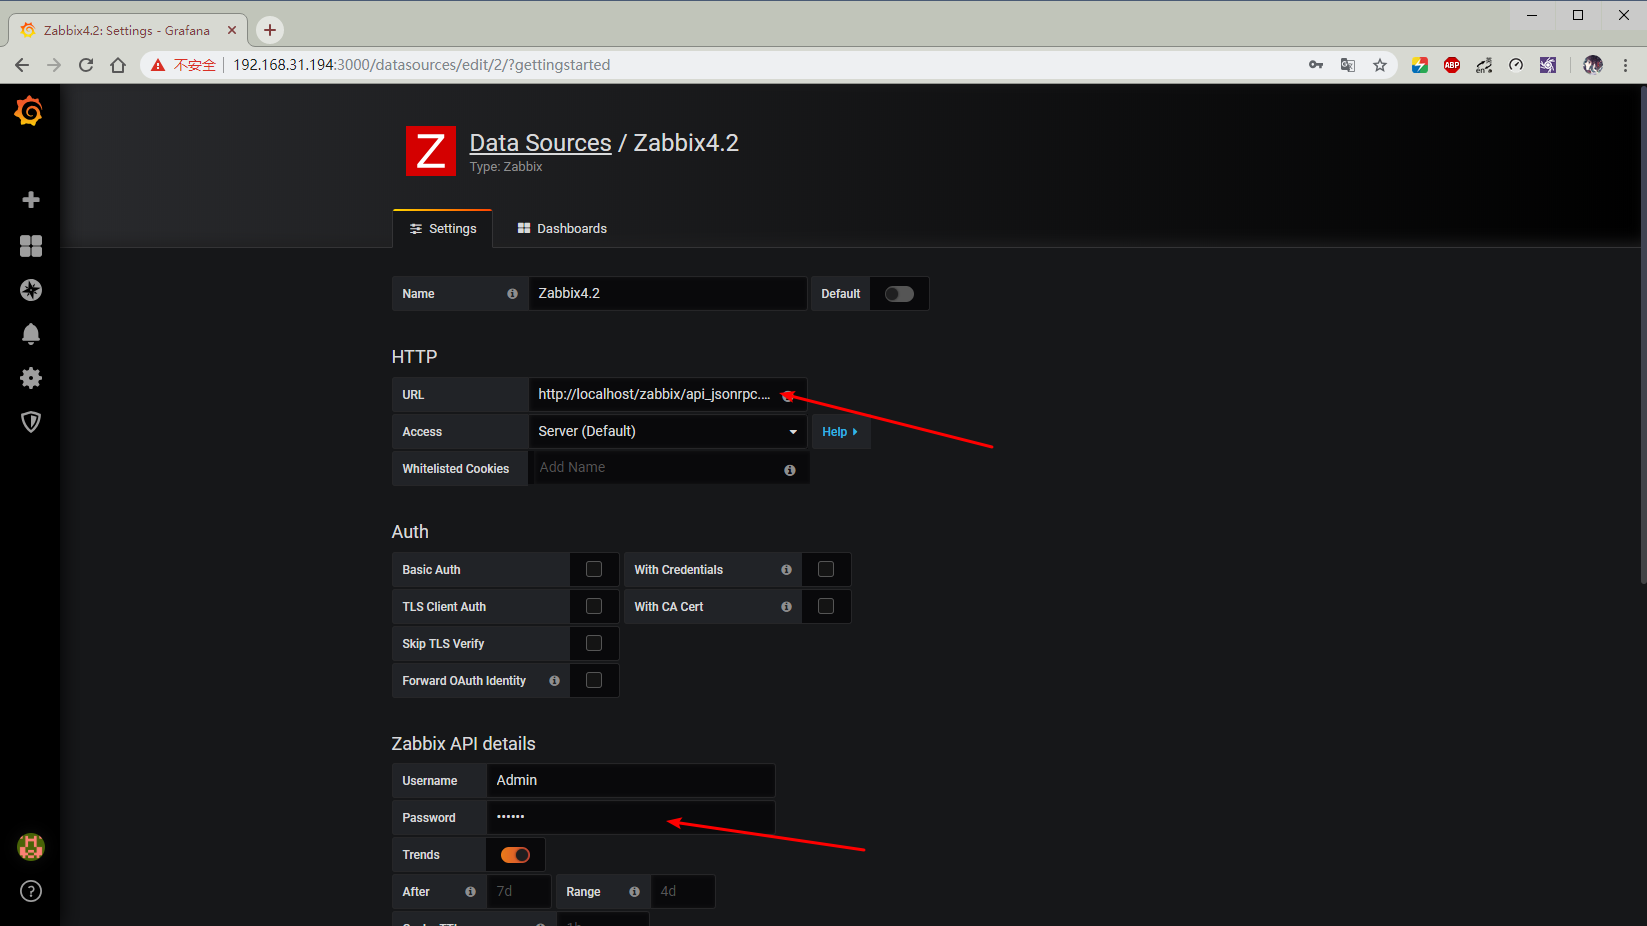 Zabbix4.2: Settings - Grafana
不安全 192.168.31.194:3000/datasources/edit/2/?gettingstarted
ABP
en
Z
Data Sources / Zabbix4.2
Type: Zabbix
Settings Dashboards
Name Zabbix4.2 Default
HTTP
URL http://localhost/zabbix/api_jsonrpc....
Access Server (Default) Help
Whitelisted Cookies Add Name
Auth
Basic Auth With Credentials
TLS Client Auth With CA Cert
Skip TLS Verify
Forward OAuth Identity
Zabbix API details
Username Admin
Password ••••••
Trends
After 7d Range 4d